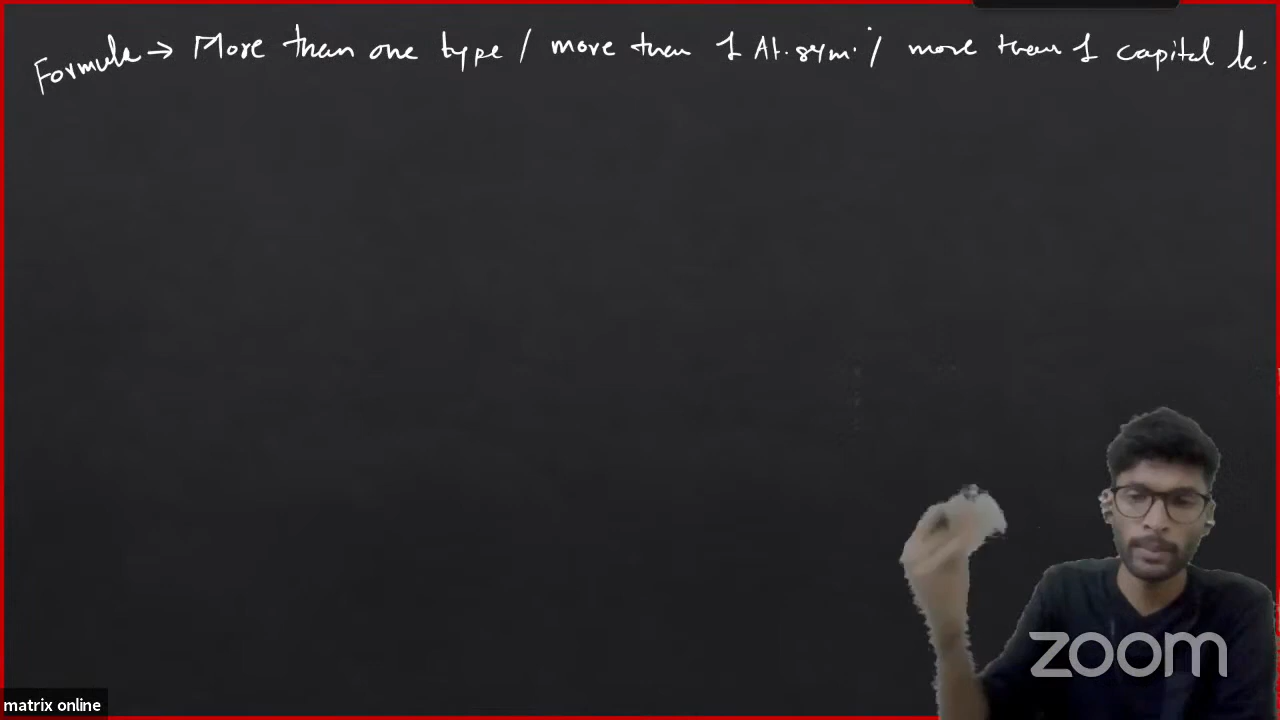 Formula → More than one type / more than 1 At. sym. / more than 1 capital le.
zoom
matrix online